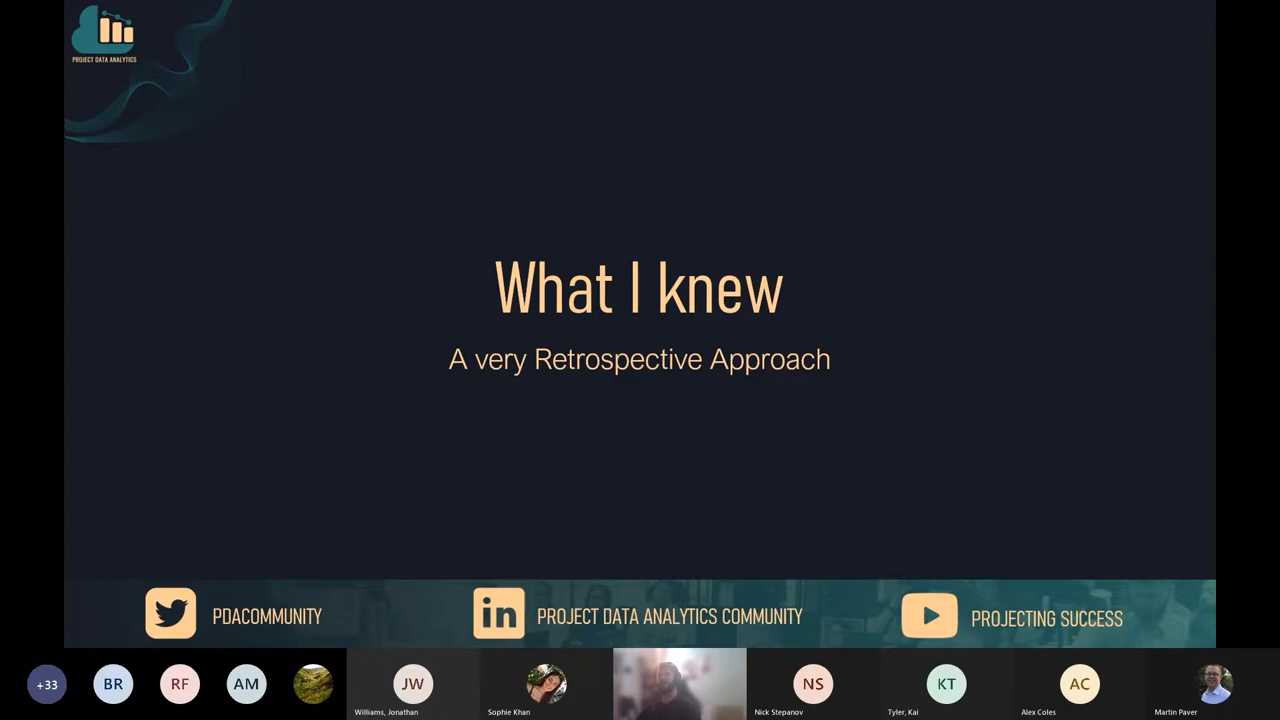 PROJECT DATA ANALYTICS
What I knew
A very Retrospective Approach
PDACOMMUNITY
in
PROJECT DATA ANALYTICS COMMUNITY
PROJECTING SUCCESS
+33
BR
RF
AM
JW
Williams, Jonathan
Sophie Khan
NS
Nick Stepanov
KT
Tyler, Kai
AC
Alex Coles
Martin Paver